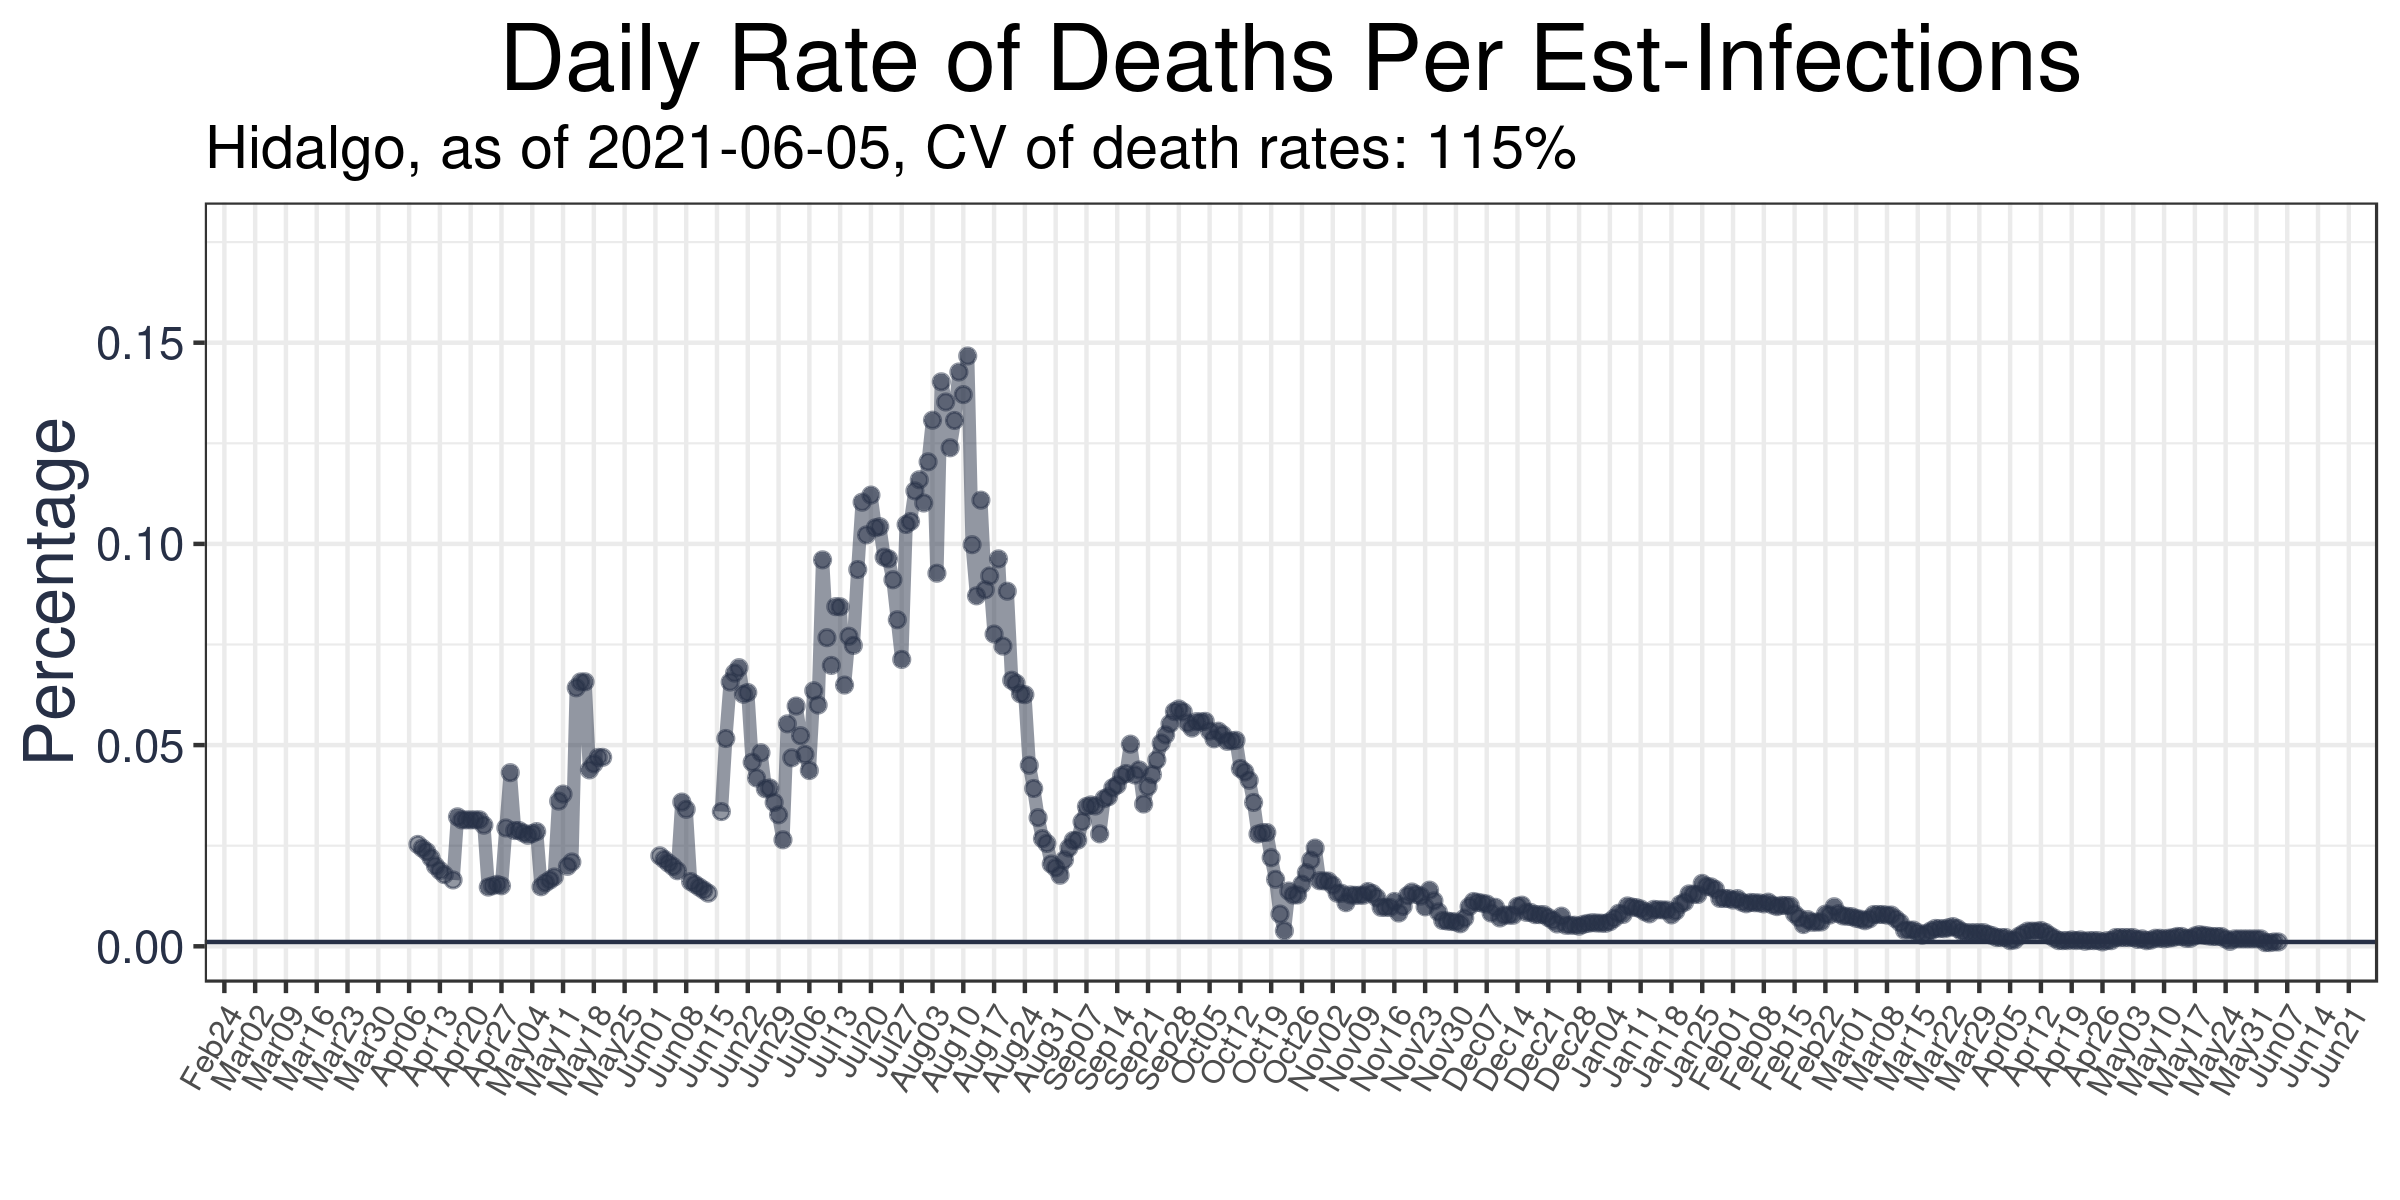 Daily Rate of Deaths Per Est-Infections
Hidalgo, as of 2021-06-05, CV of death rates: 115%
Percentage
0.15
0.10
0.05
0.00
Feb24
Mar02
Mar09
Mar16
Mar23
Mar30
Apr06
Apr13
Apr20
Apr27
May04
May11
May18
May25
Jun01
Jun08
Jun15
Jun22
Jun29
Jul06
Jul13
Jul20
Jul27
Aug03
Aug10
Aug17
Aug24
Aug31
Sep07
Sep14
Sep21
Sep28
Oct05
Oct12
Oct19
Oct26
Nov02
Nov09
Nov16
Nov23
Nov30
Dec07
Dec14
Dec21
Dec28
Jan04
Jan11
Jan18
Jan25
Feb01
Feb08
Feb15
Feb22
Mar01
Mar08
Mar15
Mar22
Mar29
Apr05
Apr12
Apr19
Apr26
May03
May10
May17
May24
May31
Jun07
Jun14
Jun21